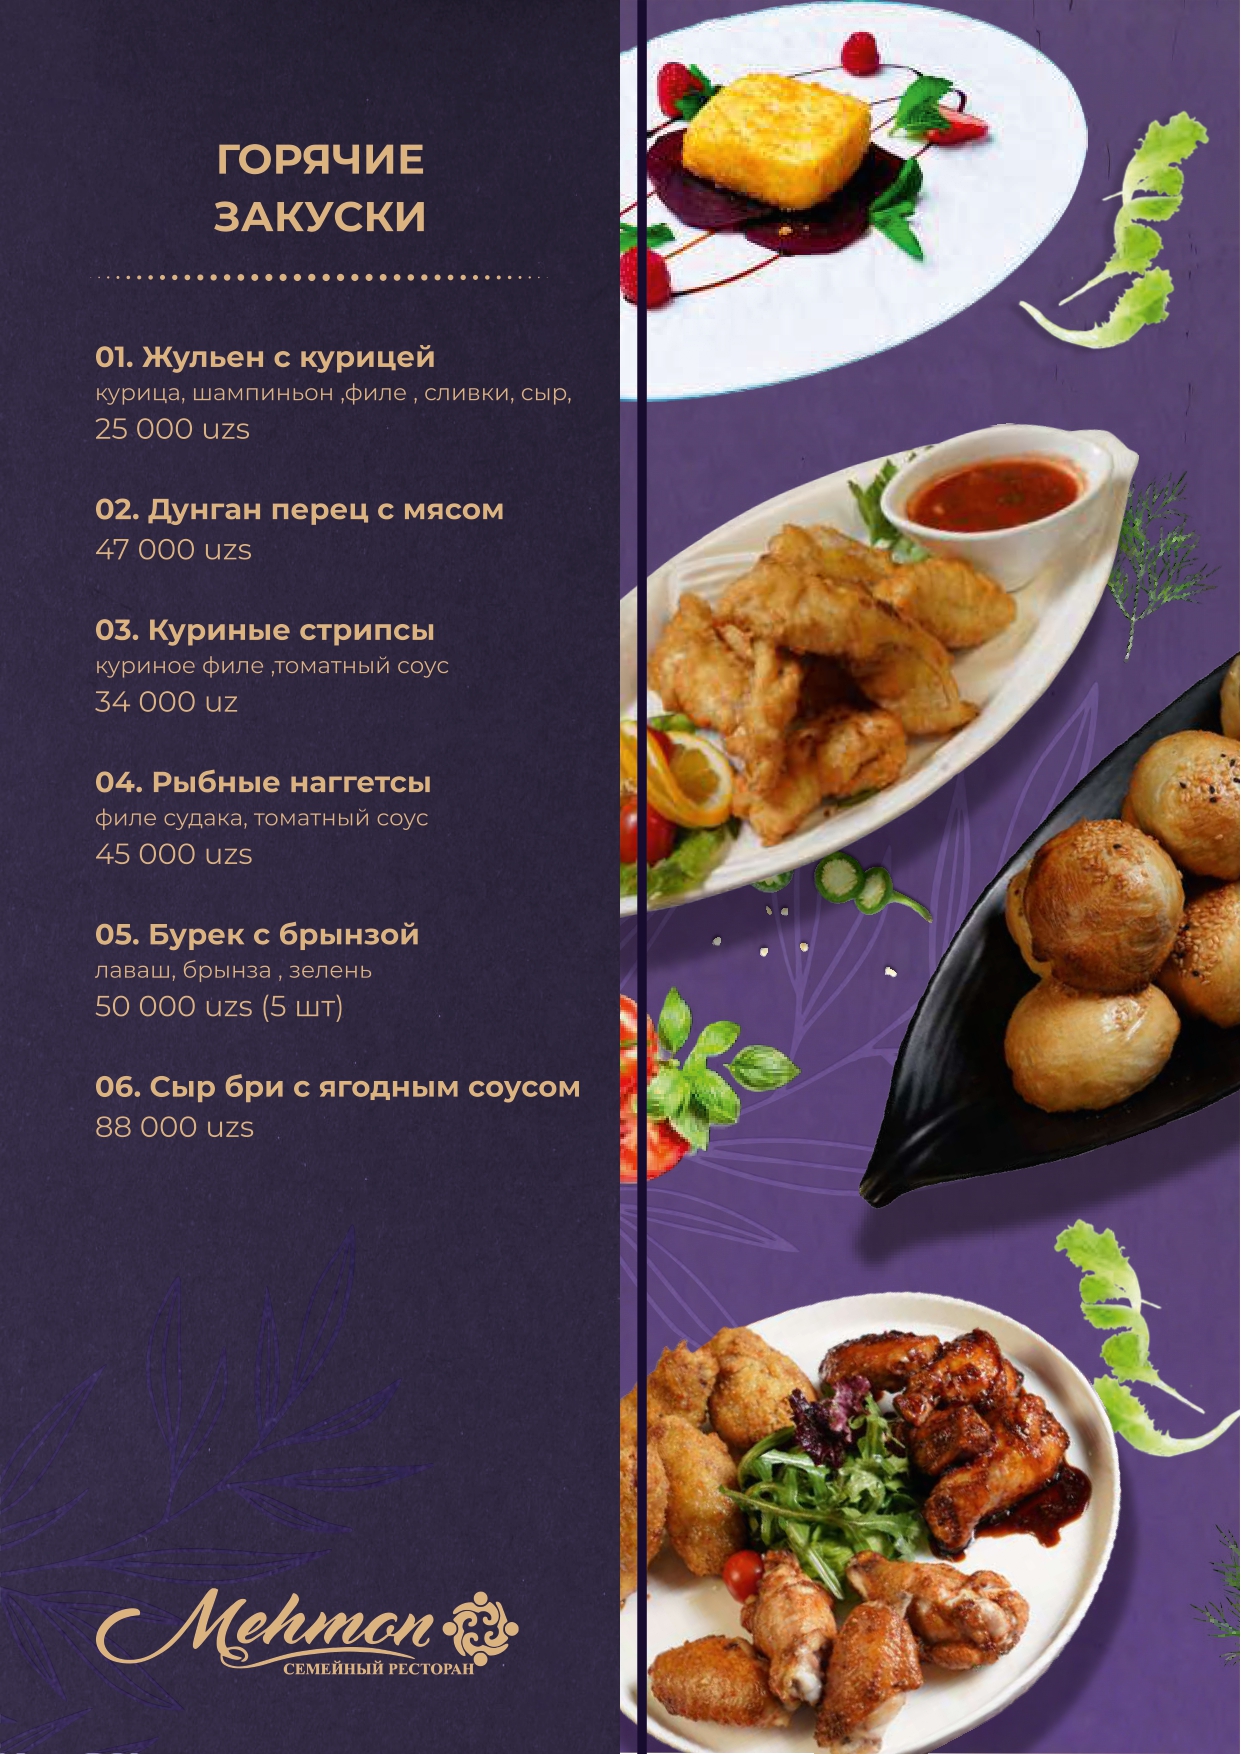 ГОРЯЧИЕ
ЗАКУСКИ
01. Жульен с курицей
курица, шампиньон ,филе , сливки, сыр,
25 000 uzs
02. Дунган перец с мясом
47 000 uzs
03. Куриные стрипсы
куриное филе ,томатный соус
34 000 uz
04. Рыбные наггетсы
филе судака, томатный соус
45 000 uzs
05. Бурек с брынзой
лаваш, брынза , зелень
50 000 uzs (5 шт)
06. Сыр бри с ягодным соусом
88 000 uzs
Mehmon
СЕМЕЙНЫЙ РЕСТОРАН